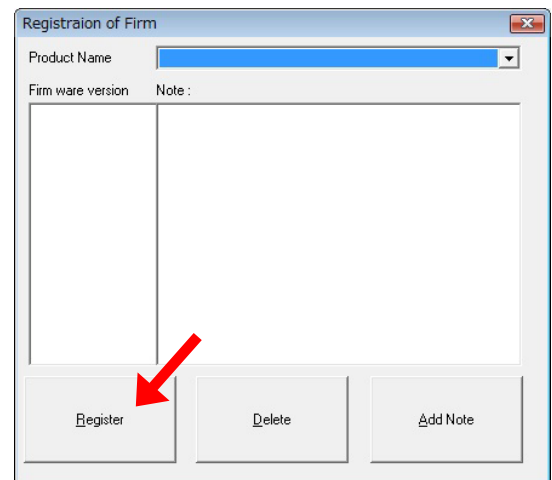 Registraion of Firm
Product Name
Firm ware version Note :
Register Delete Add Note